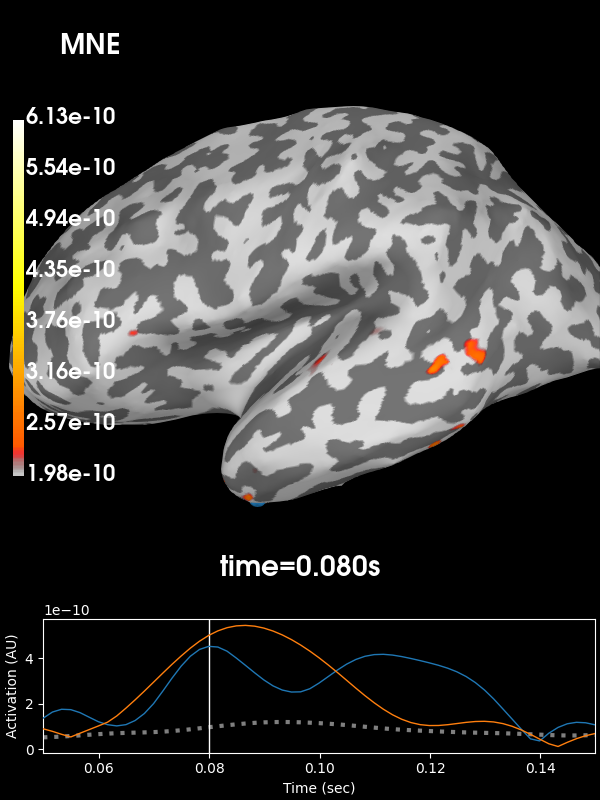 MNE
6.13e-10
5.54e-10
4.94e-10
4.35e-10
3.76e-10
3.16e-10
2.57e-10
1.98e-10
time=0.080s
1e−10
Activation (AU)
4
2
0
0.06 0.08 0.10 0.12 0.14
Time (sec)